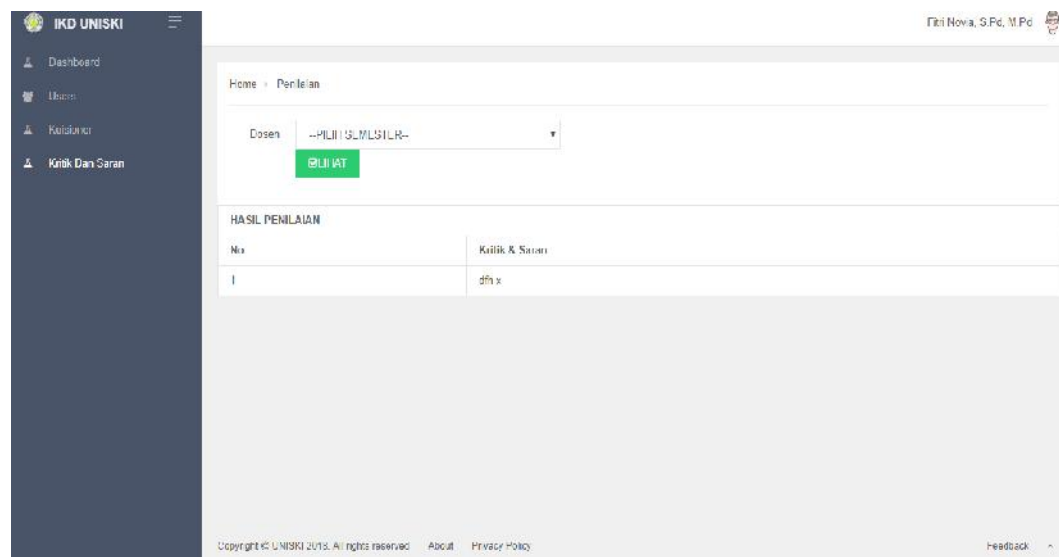 IKD UNISKI
Fitri Novia, S.Pd, M.Pd
Dashboard
Users
Kuisioner
Kritik Dan Saran
Home › Penilaian
Dosen
--PILIH SEMESTER--
LIHAT
HASIL PENILAIAN
No Kritik & Saran
1 dfh x
Copyright © UNISKI 2018. All rights reserved About Privacy Policy Feedback